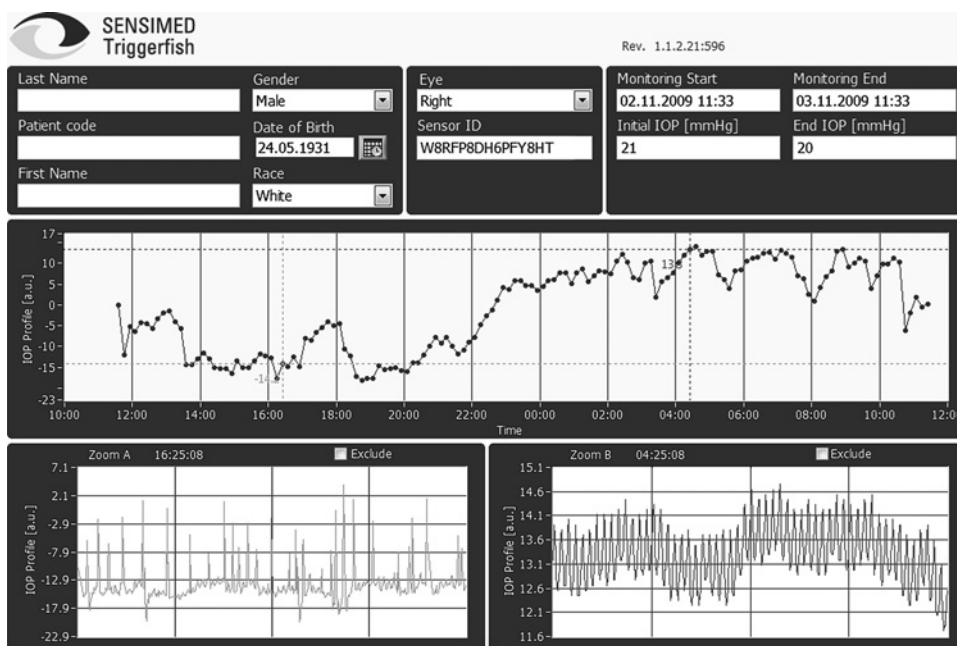 SENSIMED
Triggerfish
Rev. 1.1.2.21:596
Last Name
Gender
Male
Patient code
Date of Birth
24.05.1931
First Name
Race
White
Eye
Right
Sensor ID
W8RFP8DH6PFY8HT
Monitoring Start
Monitoring End
02.11.2009 11:33
03.11.2009 11:33
Initial IOP [mmHg]
End IOP [mmHg]
21
20
IOP Profile [a.u.]
17
10
5
0
-5
-10
-15
-23
10:00
12:00
14:00
16:00
18:00
20:00
22:00
00:00
02:00
04:00
06:00
08:00
10:00
12:0
Time
Zoom A
16:25:08
Exclude
IOP Profile [a.u.]
7.1
2.1
-2.9
-7.9
-12.9
-17.9
-22.9
Zoom B
04:25:08
Exclude
IOP Profile [a.u.]
15.1
14.6
14.1
13.6
13.1
12.6
12.1
11.6